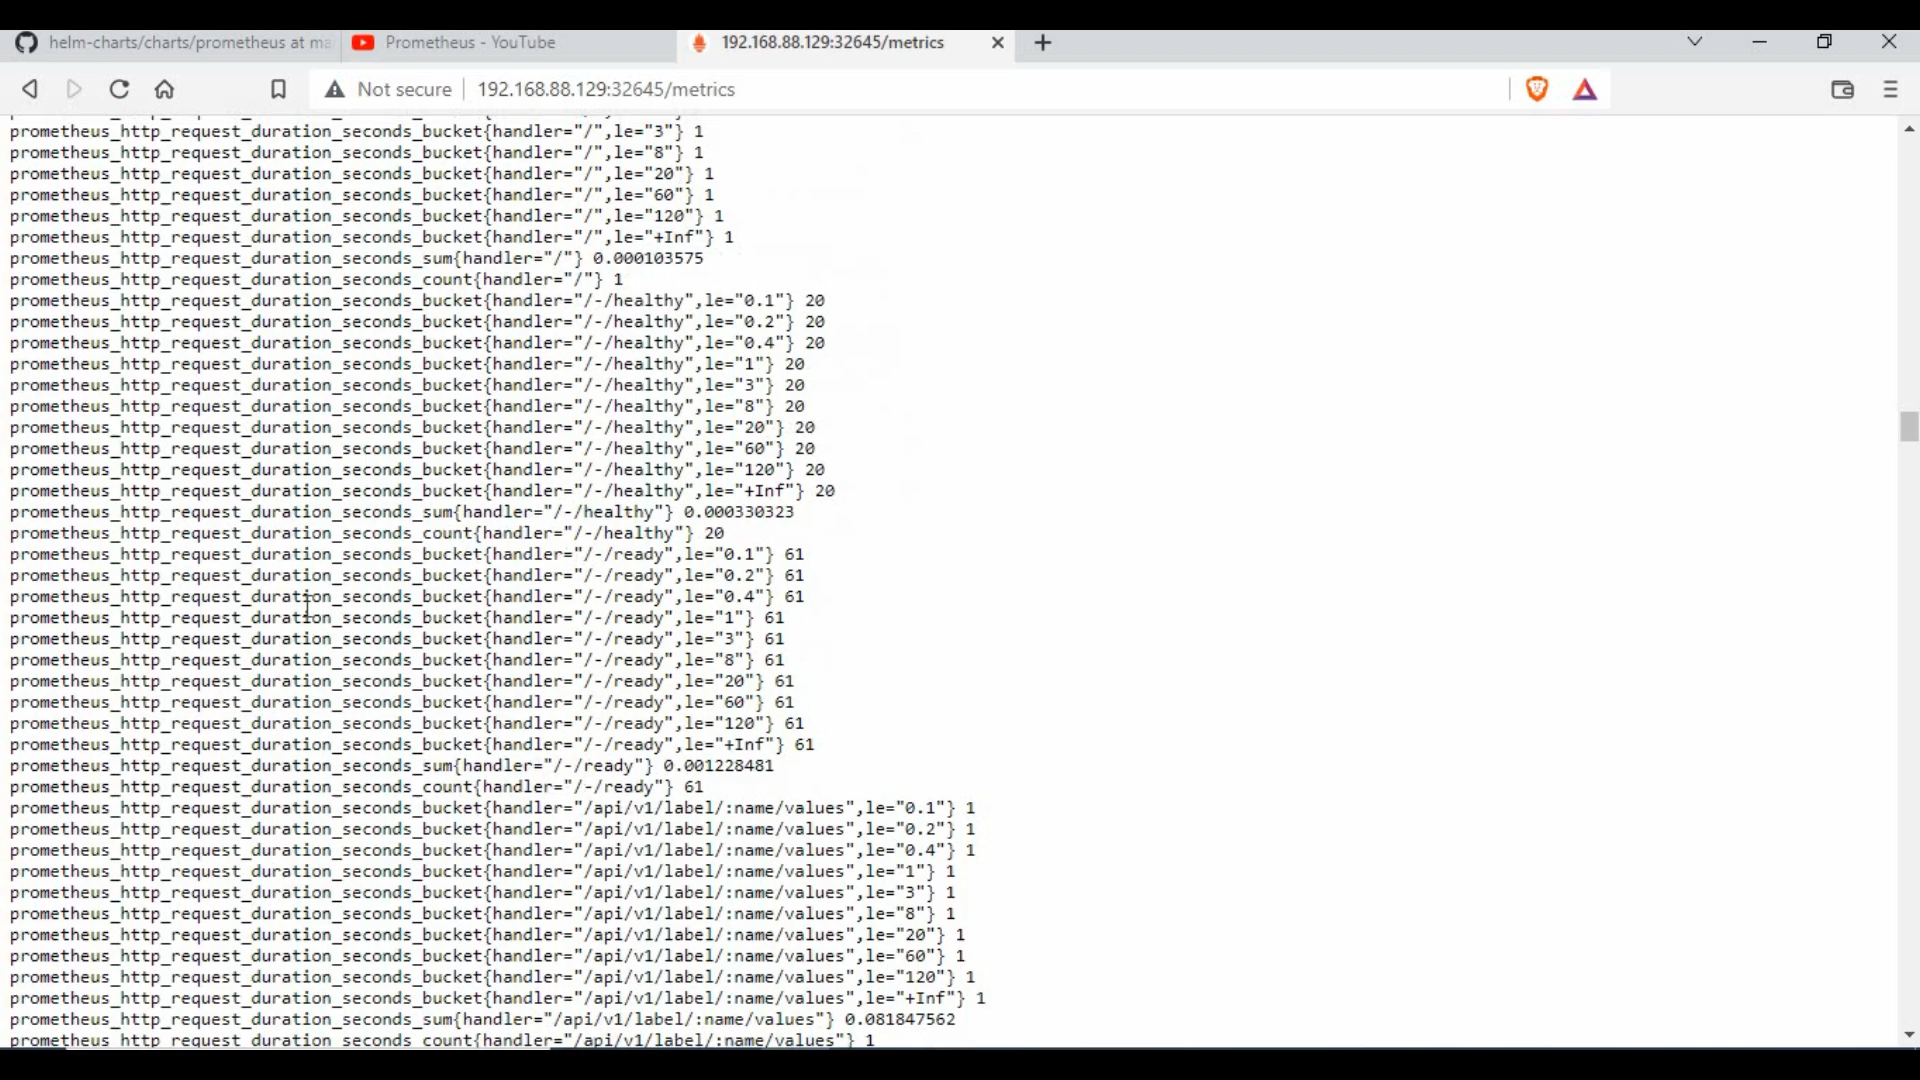 helm-charts/charts/prometheus at ma
Prometheus - YouTube
192.168.88.129:32645/metrics
Not secure
192.168.88.129:32645/metrics
prometheus_http_request_duration_seconds_bucket{handler="/",le="3"} 1
prometheus_http_request_duration_seconds_bucket{handler="/",le="8"} 1
prometheus_http_request_duration_seconds_bucket{handler="/",le="20"} 1
prometheus_http_request_duration_seconds_bucket{handler="/",le="60"} 1
prometheus_http_request_duration_seconds_bucket{handler="/",le="120"} 1
prometheus_http_request_duration_seconds_bucket{handler="/",le="+Inf"} 1
prometheus_http_request_duration_seconds_sum{handler="/"} 0.000103575
prometheus_http_request_duration_seconds_count{handler="/"} 1
prometheus_http_request_duration_seconds_bucket{handler="/-/healthy",le="0.1"} 20
prometheus_http_request_duration_seconds_bucket{handler="/-/healthy",le="0.2"} 20
prometheus_http_request_duration_seconds_bucket{handler="/-/healthy",le="0.4"} 20
prometheus_http_request_duration_seconds_bucket{handler="/-/healthy",le="1"} 20
prometheus_http_request_duration_seconds_bucket{handler="/-/healthy",le="3"} 20
prometheus_http_request_duration_seconds_bucket{handler="/-/healthy",le="8"} 20
prometheus_http_request_duration_seconds_bucket{handler="/-/healthy",le="20"} 20
prometheus_http_request_duration_seconds_bucket{handler="/-/healthy",le="60"} 20
prometheus_http_request_duration_seconds_bucket{handler="/-/healthy",le="120"} 20
prometheus_http_request_duration_seconds_bucket{handler="/-/healthy",le="+Inf"} 20
prometheus_http_request_duration_seconds_sum{handler="/-/healthy"} 0.000330323
prometheus_http_request_duration_seconds_count{handler="/-/healthy"} 20
prometheus_http_request_duration_seconds_bucket{handler="/-/ready",le="0.1"} 61
prometheus_http_request_duration_seconds_bucket{handler="/-/ready",le="0.2"} 61
prometheus_http_request_duration_seconds_bucket{handler="/-/ready",le="0.4"} 61
prometheus_http_request_duration_seconds_bucket{handler="/-/ready",le="1"} 61
prometheus_http_request_duration_seconds_bucket{handler="/-/ready",le="3"} 61
prometheus_http_request_duration_seconds_bucket{handler="/-/ready",le="8"} 61
prometheus_http_request_duration_seconds_bucket{handler="/-/ready",le="20"} 61
prometheus_http_request_duration_seconds_bucket{handler="/-/ready",le="60"} 61
prometheus_http_request_duration_seconds_bucket{handler="/-/ready",le="120"} 61
prometheus_http_request_duration_seconds_bucket{handler="/-/ready",le="+Inf"} 61
prometheus_http_request_duration_seconds_sum{handler="/-/ready"} 0.001228481
prometheus_http_request_duration_seconds_count{handler="/-/ready"} 61
prometheus_http_request_duration_seconds_bucket{handler="/api/v1/label/:name/values",le="0.1"} 1
prometheus_http_request_duration_seconds_bucket{handler="/api/v1/label/:name/values",le="0.2"} 1
prometheus_http_request_duration_seconds_bucket{handler="/api/v1/label/:name/values",le="0.4"} 1
prometheus_http_request_duration_seconds_bucket{handler="/api/v1/label/:name/values",le="1"} 1
prometheus_http_request_duration_seconds_bucket{handler="/api/v1/label/:name/values",le="3"} 1
prometheus_http_request_duration_seconds_bucket{handler="/api/v1/label/:name/values",le="8"} 1
prometheus_http_request_duration_seconds_bucket{handler="/api/v1/label/:name/values",le="20"} 1
prometheus_http_request_duration_seconds_bucket{handler="/api/v1/label/:name/values",le="60"} 1
prometheus_http_request_duration_seconds_bucket{handler="/api/v1/label/:name/values",le="120"} 1
prometheus_http_request_duration_seconds_bucket{handler="/api/v1/label/:name/values",le="+Inf"} 1
prometheus_http_request_duration_seconds_sum{handler="/api/v1/label/:name/values"} 0.081847562
prometheus_http_request_duration_seconds_count{handler="/api/v1/label/:name/values"} 1